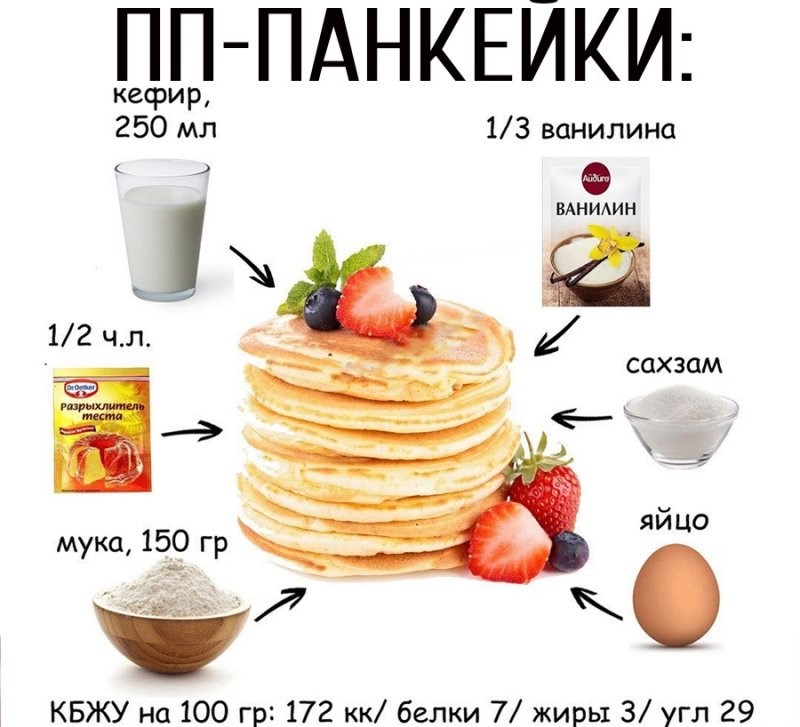 ПП-ПАНКЕЙКИ:
кефир,
250 мл
1/3 ванилина
Айдиго
ВАНИЛИН
1/2 ч.л.
сахзам
Dr.Oetker
Разрыхлитель
теста
яйцо
мука, 150 гр
КБЖУ на 100 гр: 172 кк/ белки 7/ жиры 3/ угл 29